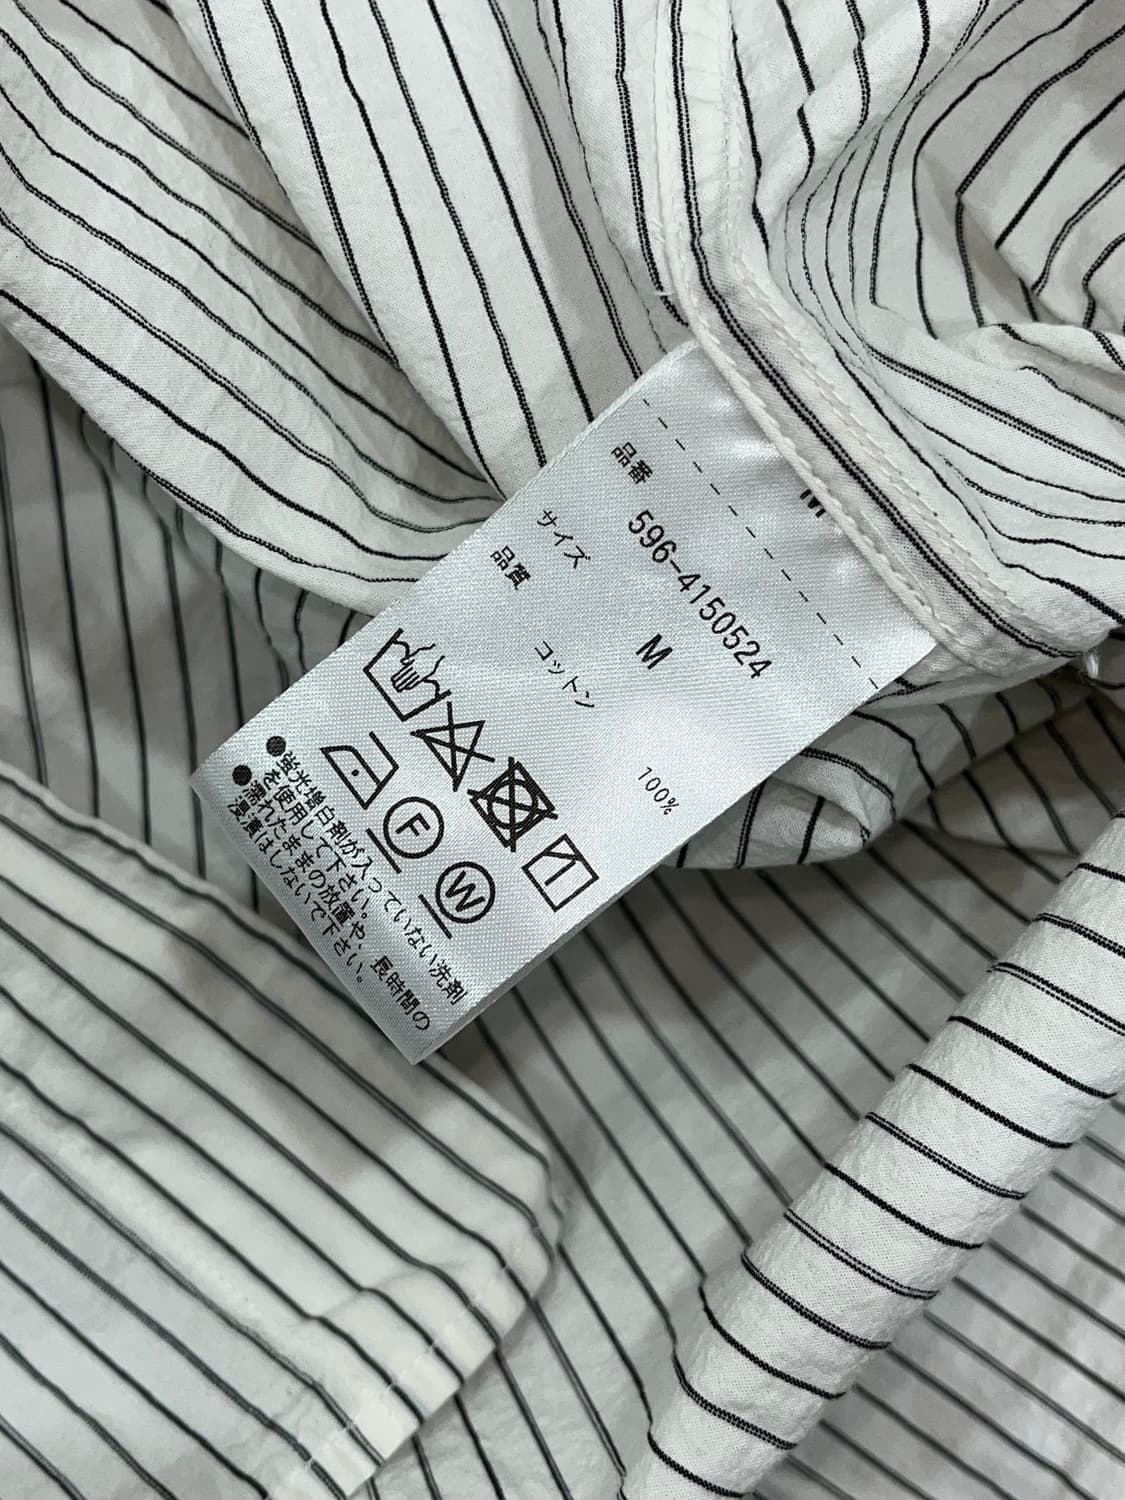 M
品番 596-4150524
サイズ M
品質 コットン 100%
F
W
●蛍光増白剤が入っていない洗剤
を使用して下さい。
●濡れたままの放置や、長時間の
浸漬はしないで下さい。